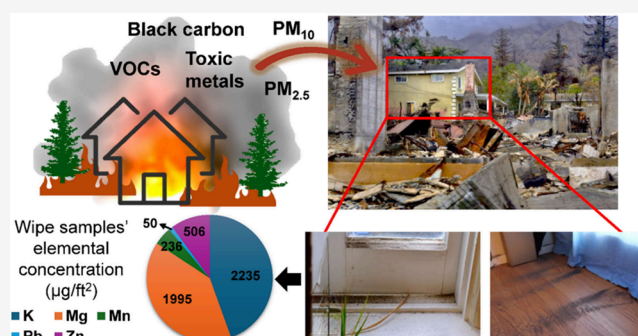 Black carbon
PM10
VOCs
Toxic
metals
PM2.5
Wipe samples'
elemental
concentration
(µg/ft²)
50
506
236
2235
1995
K Mg Mn
Pb Zn